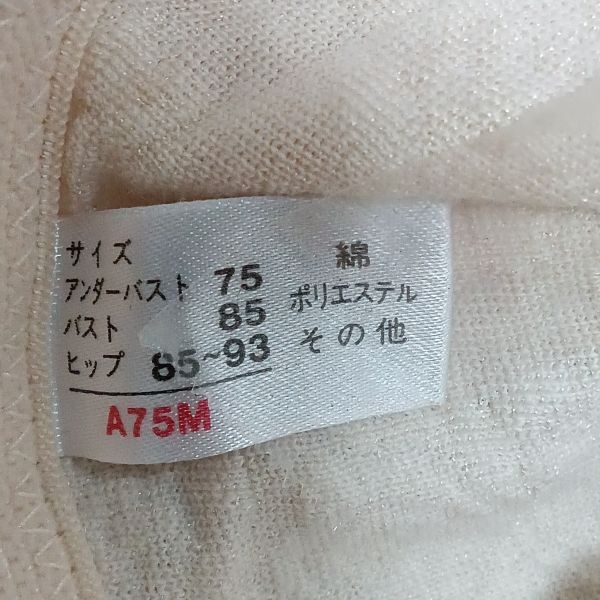 サイズ
アンダーバスト 75
バスト 85
ヒップ 85~93
A75M
綿
ポリエステル
その他